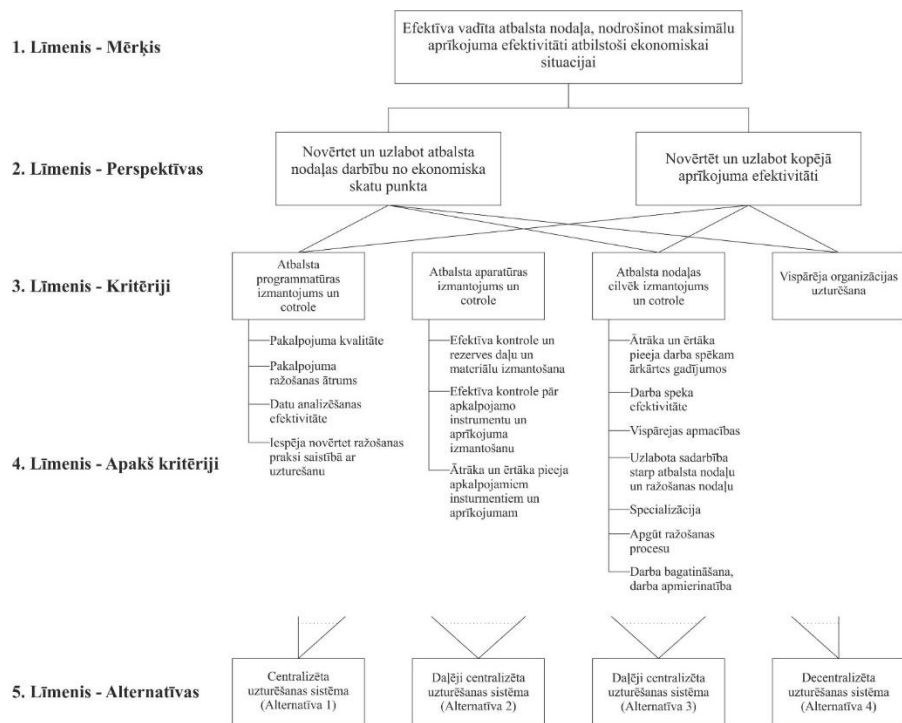 1. Līmenis - Mērķis
Efektīva vadīta atbalsta nodaļa, nodrošinot maksimālu
aprīkojuma efektivitāti atbilstoši ekonomiskai
situacijai
2. Līmenis - Perspektīvas
Novērtet un uzlabot atbalsta
nodaļas darbību no ekonomiska
skatu punkta
Novērtēt un uzlabot kopējā
aprīkojuma efektivitāti
3. Līmenis - Kritēriji
Atbalsta
programmatūras
izmantojums un
cotrole
Atbalsta aparatūras
izmantojums un
cotrole
Atbalsta nodaļas
cilvēk izmantojums
un cotrole
Vispārēja organizācijas
uzturēšana
4. Līmenis - Apakš kritēriji
Pakalpojuma kvalitāte
Pakalpojuma
ražošanas ātrums
Datu analizēšanas
efektivitāte
Iespēja novērtet ražošanas
praksi saistībā ar
uzturešanu
Efektīva kontrole un
rezerves daļu un
materiālu izmantošana
Efektīva kontrole pār
apkalpojamo
instrumentu un
aprīkojuma
izmantošanu
Ātrāka un ērtāka pieeja
apkalpojamiem
insturmentiem un
aprīkojumam
Ātrāka un ērtāka
pieeja darba spēkam
ārkārtes gadījumos
Darba speka
efektivitāte
Vispārejas apmacības
Uzlabota sadarbība
starp atbalsta nodaļu
un ražošanas nodaļu
Specializācija
Apgūt ražošanas
procesu
Darba bagatināšana,
darba apmierinatība
5. Līmenis - Alternatīvas
Centralizēta
uzturēšanas sistēma
(Alternatīva 1)
Daļēji centralizēta
uzturēšanas sistēma
(Alternatīva 2)
Daļēji centralizēta
uzturēšanas sistēma
(Alternatīva 3)
Decentralizēta
uzturēšanas sistēma
(Alternatīva 4)